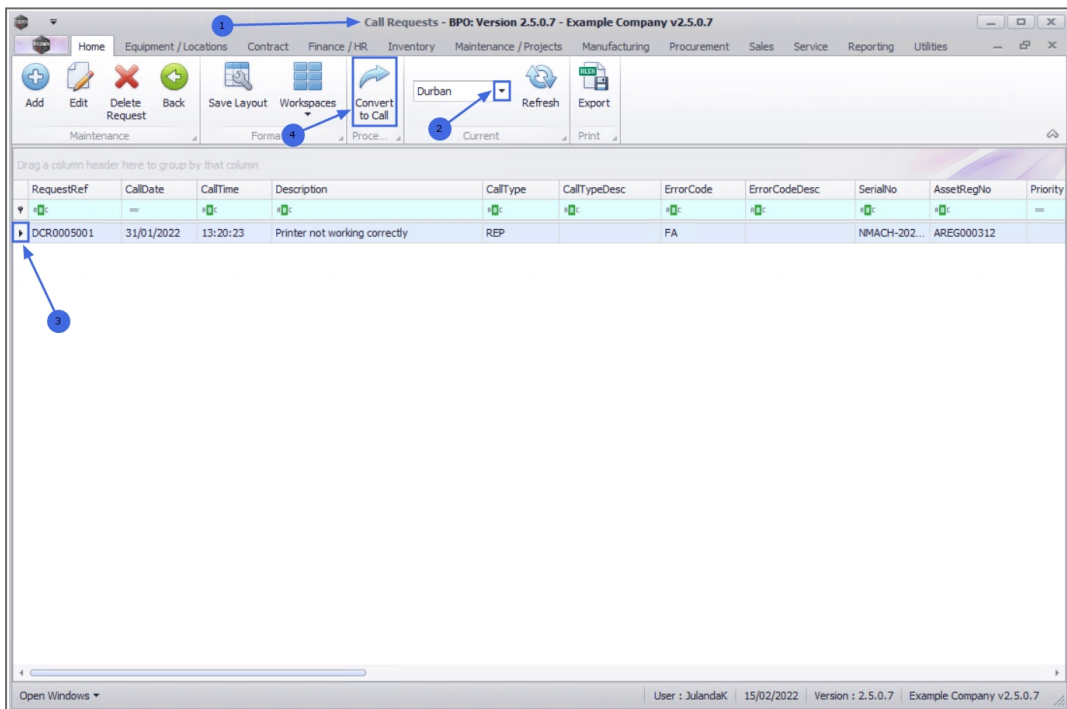 1
Call Requests - BPO: Version 2.5.0.7 - Example Company v2.5.0.7
Home Equipment / Locations Contract Finance / HR Inventory Maintenance / Projects Manufacturing Procurement Sales Service Reporting Utilities
Add Edit Delete Request Back Save Layout Workspaces Convert to Call Durban Refresh Export
4 2
Maintenance Forma Proce... Current Print
Drag a column header here to group by that column
RequestRef CallDate CallTime Description CallType CallTypeDesc ErrorCode ErrorCodeDesc SerialNo AssetRegNo Priority
DCR0005001 31/01/2022 13:20:23 Printer not working correctly REP FA NMACH-202... AREG000312
3
Open Windows User : JulandaK 15/02/2022 Version : 2.5.0.7 Example Company v2.5.0.7